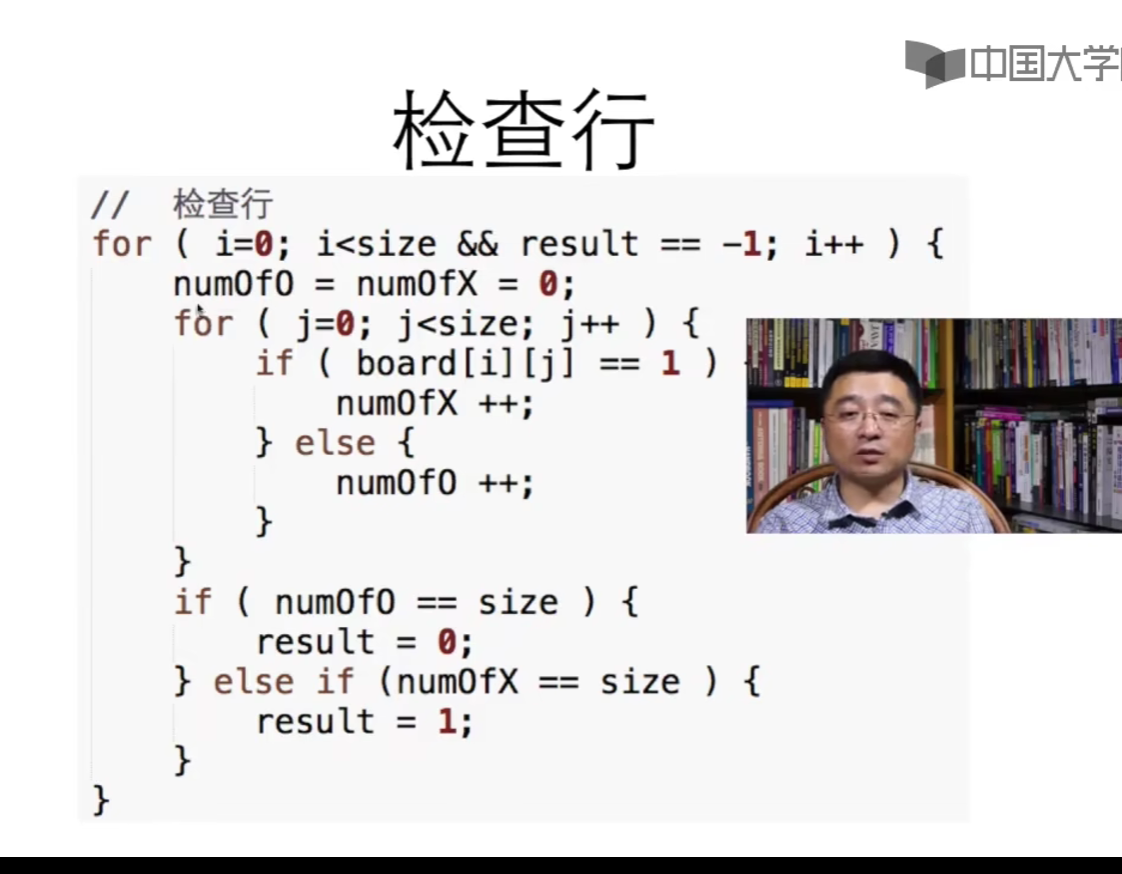 中国大学
检查行
// 检查行
for ( i=0; i<size && result == -1; i++ ) {
numOfO = numOfX = 0;
for ( j=0; j<size; j++ ) {
if ( board[i][j] == 1 )
numOfX ++;
} else {
numOfO ++;
}
}
if ( numOfO == size ) {
result = 0;
} else if (numOfX == size ) {
result = 1;
}
}